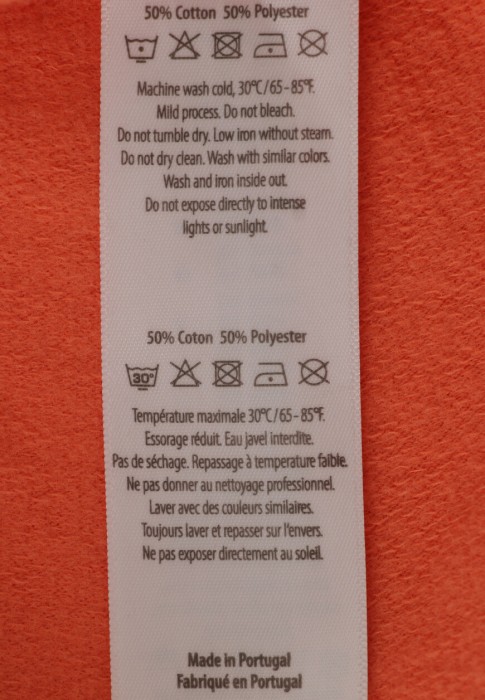 50% Cotton 50% Polyester
Machine wash cold, 30°C/65-85°F.
Mild process. Do not bleach.
Do not tumble dry. Low iron without steam.
Do not dry clean. Wash with similar colors.
Wash and iron inside out.
Do not expose directly to intense
lights or sunlight.
50% Coton 50% Polyester
30°
Température maximale 30°C/65-85°F.
Essorage réduit. Eau javel interdite.
Pas de séchage. Repassage à temperature faible.
Ne pas donner au nettoyage professionnel.
Laver avec des couleurs similaires.
Toujours laver et repasser sur l'envers.
Ne pas exposer directement au soleil.
Made in Portugal
Fabriqué en Portugal